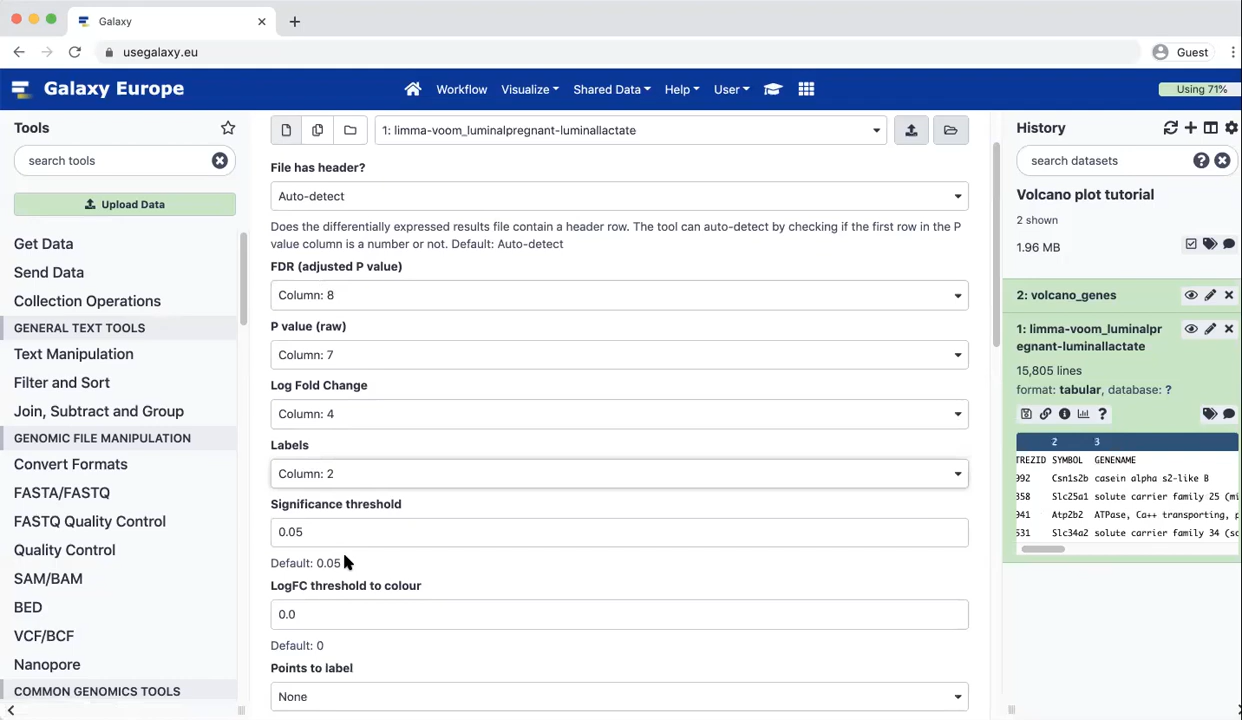 Galaxy
usegalaxy.eu
Guest
Galaxy Europe
Workflow Visualize Shared Data Help User
Using 71%
Tools
search tools
Upload Data
Get Data
Send Data
Collection Operations
GENERAL TEXT TOOLS
Text Manipulation
Filter and Sort
Join, Subtract and Group
GENOMIC FILE MANIPULATION
Convert Formats
FASTA/FASTQ
FASTQ Quality Control
Quality Control
SAM/BAM
BED
VCF/BCF
Nanopore
COMMON GENOMICS TOOLS
1: limma-voom_luminalpregnant-luminallactate
File has header?
Auto-detect
Does the differentially expressed results file contain a header row. The tool can auto-detect by checking if the first row in the P
value column is a number or not. Default: Auto-detect
FDR (adjusted P value)
Column: 8
P value (raw)
Column: 7
Log Fold Change
Column: 4
Labels
Column: 2
Significance threshold
0.05
Default: 0.05
LogFC threshold to colour
0.0
Default: 0
Points to label
None
History
search datasets
Volcano plot tutorial
2 shown
1.96 MB
2: volcano_genes
1: limma-voom_luminalpr
egnant-luminallactate
15,805 lines
format: tabular, database: ?
2 3
TREZID SYMBOL GENENAME
992 Csn1s2b casein alpha s2-like B
358 Slc25a1 solute carrier family 25 (mi
941 Atp2b2 ATPase, Ca++ transporting, p
531 Slc34a2 solute carrier family 34 (so